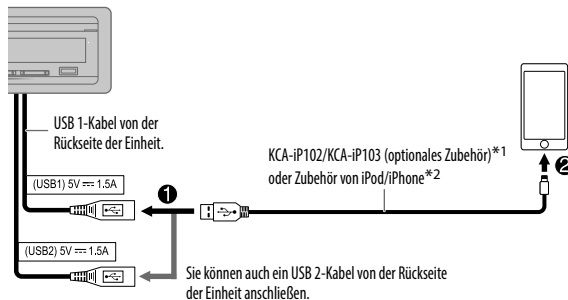 USB 1-Kabel von der
Rückseite der Einheit.
KCA-iP102/KCA-iP103 (optionales Zubehör)*1
oder Zubehör von iPod/iPhone*2
(USB1) 5V ⎓ 1.5A
1
2
(USB2) 5V ⎓ 1.5A
Sie können auch ein USB 2-Kabel von der Rückseite
der Einheit anschließen.